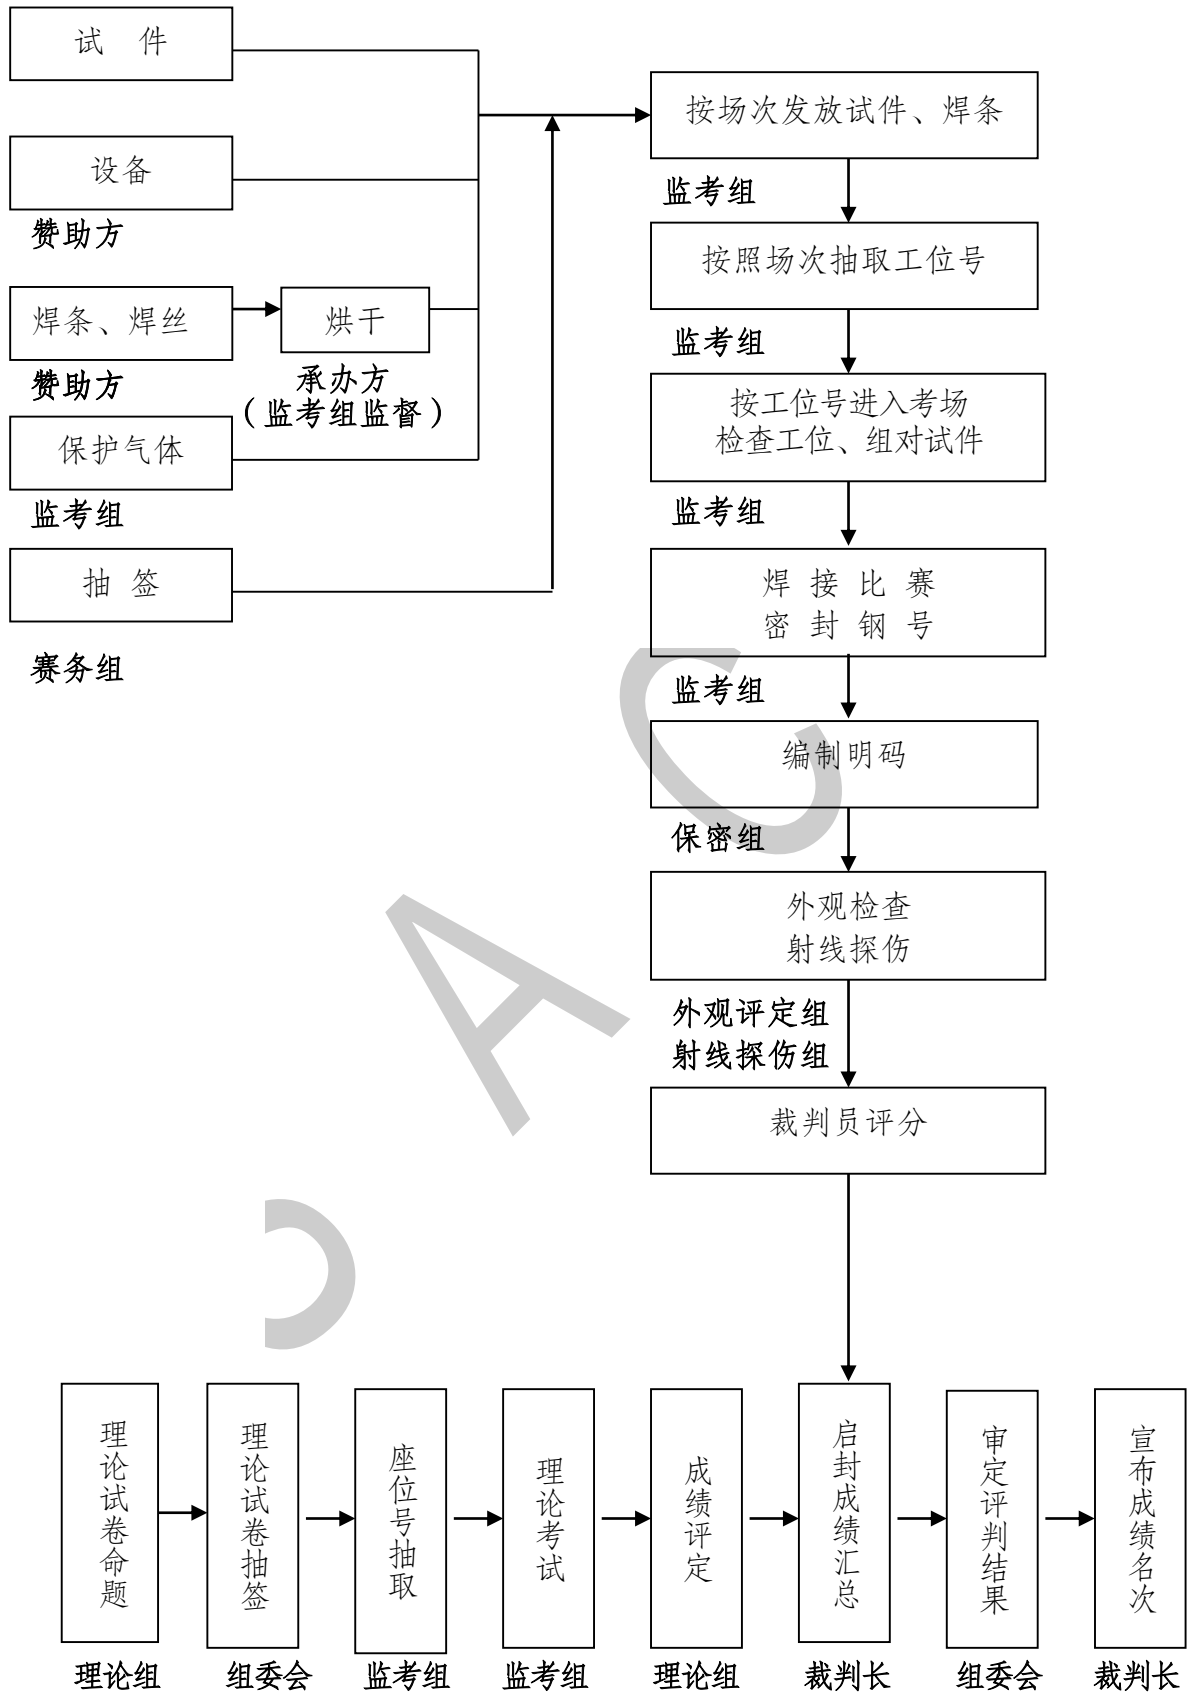 试 件
设备
赞助方
焊条、焊丝
赞助方
烘干
承办方
（监考组监督）
保护气体
监考组
抽 签
赛务组
按场次发放试件、焊条
监考组
按照场次抽取工位号
监考组
按工位号进入考场
检查工位、组对试件
监考组
焊 接 比 赛
密 封 钢 号
监考组
编制明码
保密组
外观检查
射线探伤
外观评定组
射线探伤组
裁判员评分
理论试卷命题
理论试卷抽签
座位号抽取
理论考试
成绩评定
启封成绩汇总
审定评判结果
宣布成绩名次
理论组
组委会
监考组
监考组
理论组
裁判长
组委会
裁判长
A C